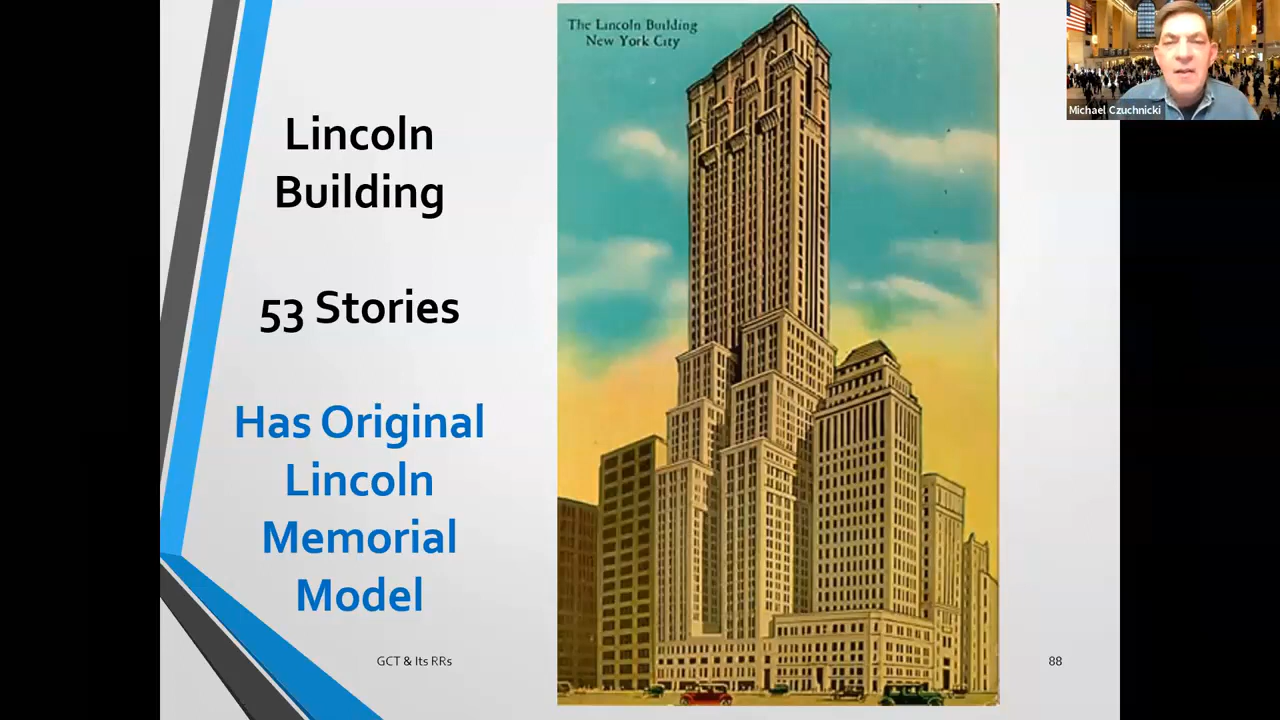 Lincoln
Building
53 Stories
Has Original
Lincoln
Memorial
Model
The Lincoln Building
New York City
Michael Czuchnicki
GCT & Its RRs
88